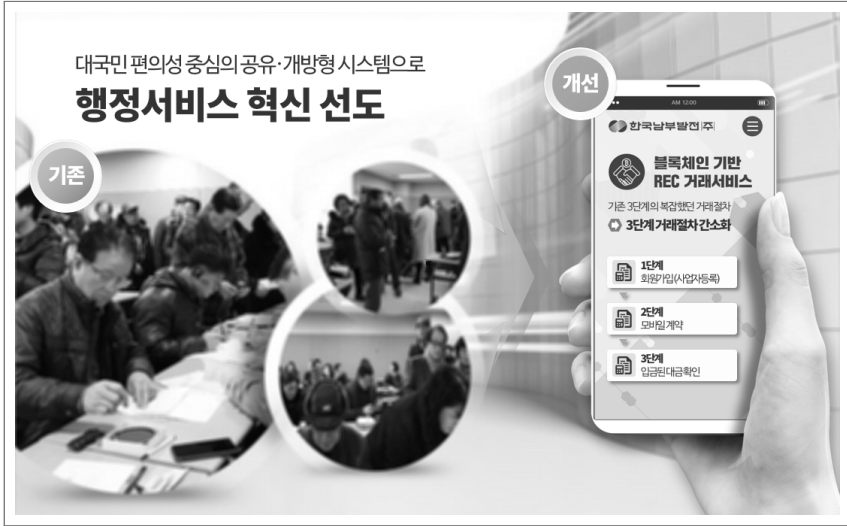 대국민 편의성 중심의 공유·개방형 시스템으로
행정서비스 혁신 선도
기존
개선
AM 12:00
한국남부발전(주)
블록체인 기반
REC 거래서비스
기존 3단계의 복잡했던 거래절차
3단계 거래절차 간소화
1단계
회원가입(사업자등록)
2단계
모바일 계약
3단계
입금된 대금 확인